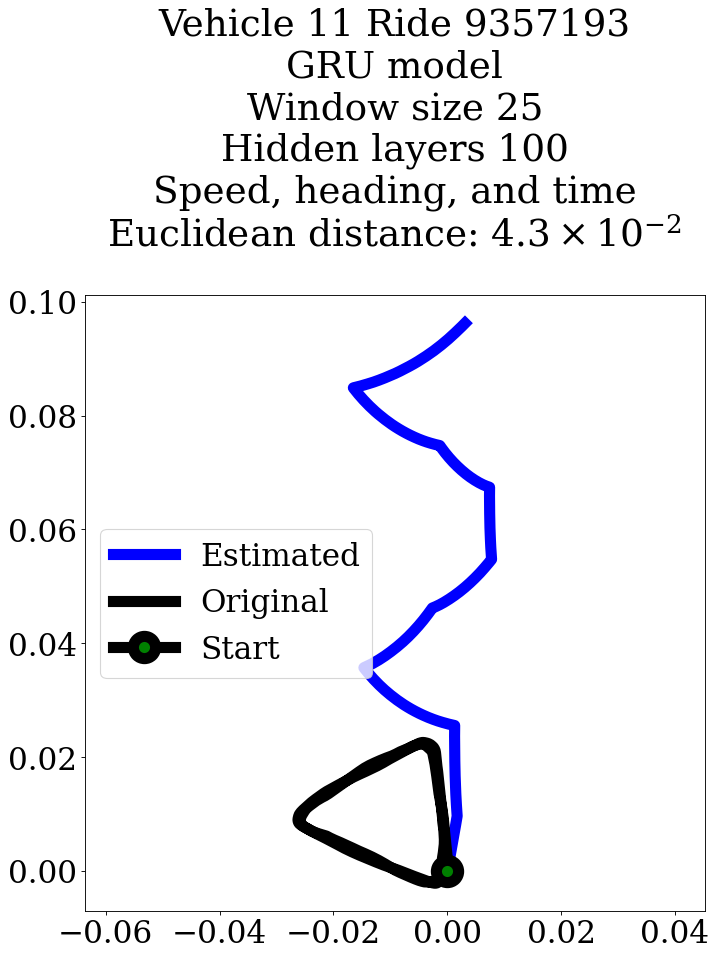 Vehicle 11 Ride 9357193
GRU model
Window size 25
Hidden layers 100
Speed, heading, and time
Euclidean distance: 4.3 × 10⁻²
0.10
0.08
0.06
0.04
0.02
0.00
Estimated
Original
Start
−0.06 −0.04 −0.02 0.00 0.02 0.04